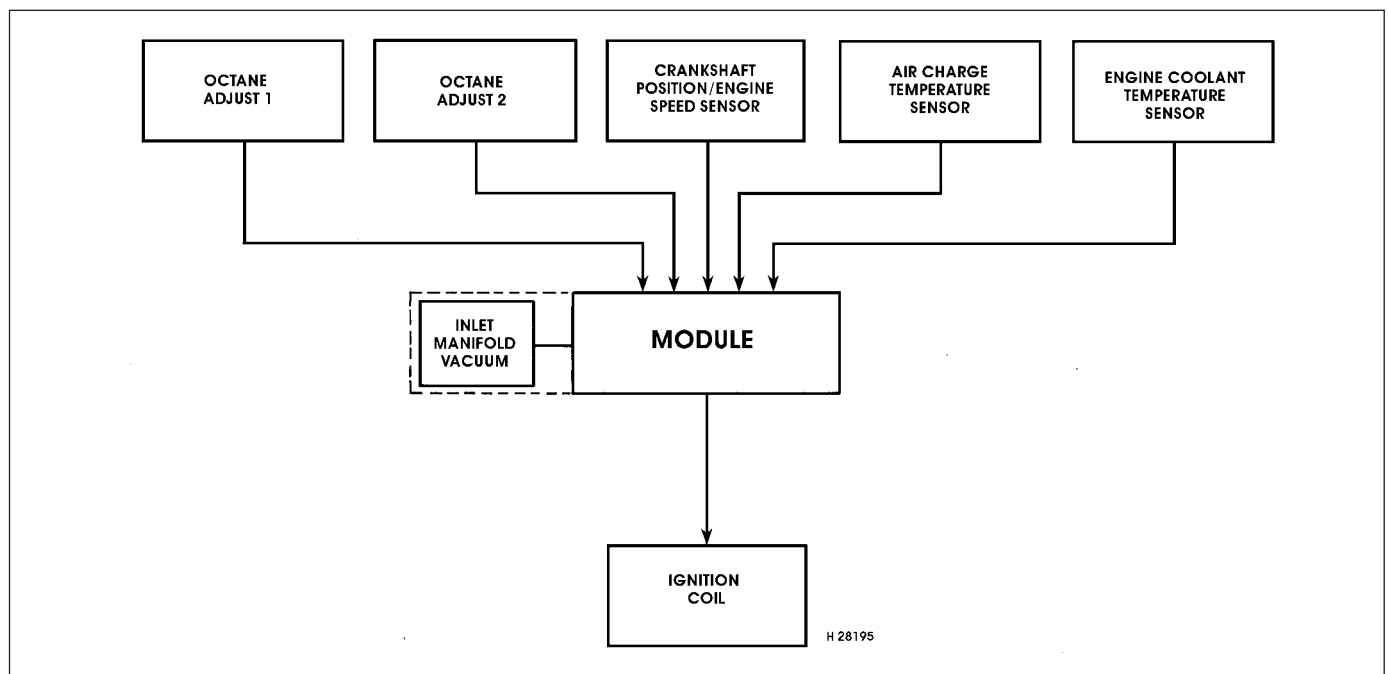 OCTANE
ADJUST 1
OCTANE
ADJUST 2
CRANKSHAFT
POSITION/ENGINE
SPEED SENSOR
AIR CHARGE
TEMPERATURE
SENSOR
ENGINE COOLANT
TEMPERATURE
SENSOR
INLET
MANIFOLD
VACUUM
MODULE
IGNITION
COIL
H 28195